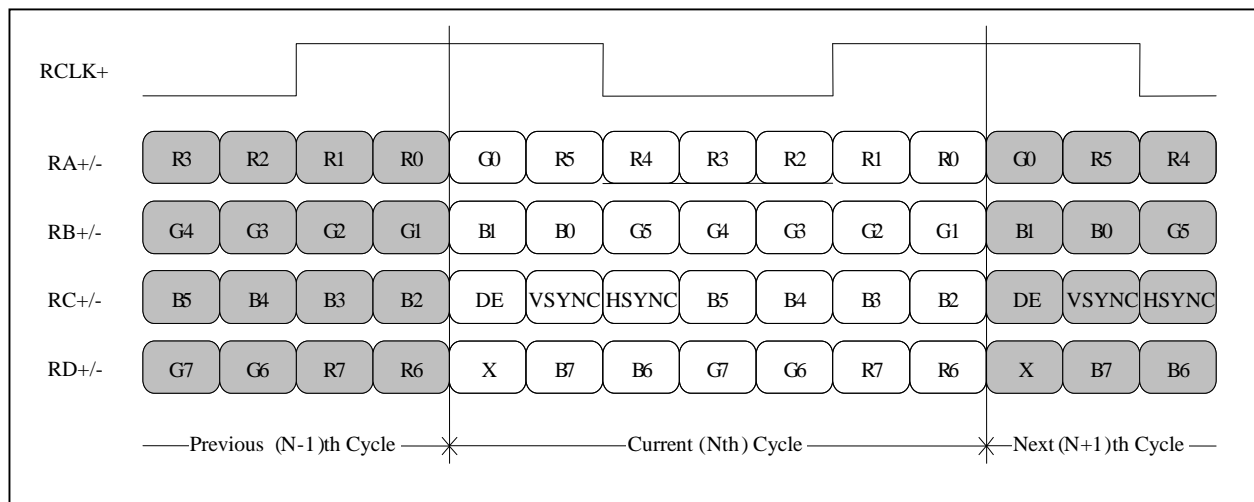 RCLK+
RA+/- R3 R2 R1 R0 G0 R5 R4 R3 R2 R1 R0 G0 R5 R4
RB+/- G4 G3 G2 G1 B1 B0 G5 G4 G3 G2 G1 B1 B0 G5
RC+/- B5 B4 B3 B2 DE VSYNC HSYNC B5 B4 B3 B2 DE VSYNC HSYNC
RD+/- G7 G6 R7 R6 X B7 B6 G7 G6 R7 R6 X B7 B6
Previous (N-1)th Cycle Current (Nth) Cycle Next (N+1)th Cycle